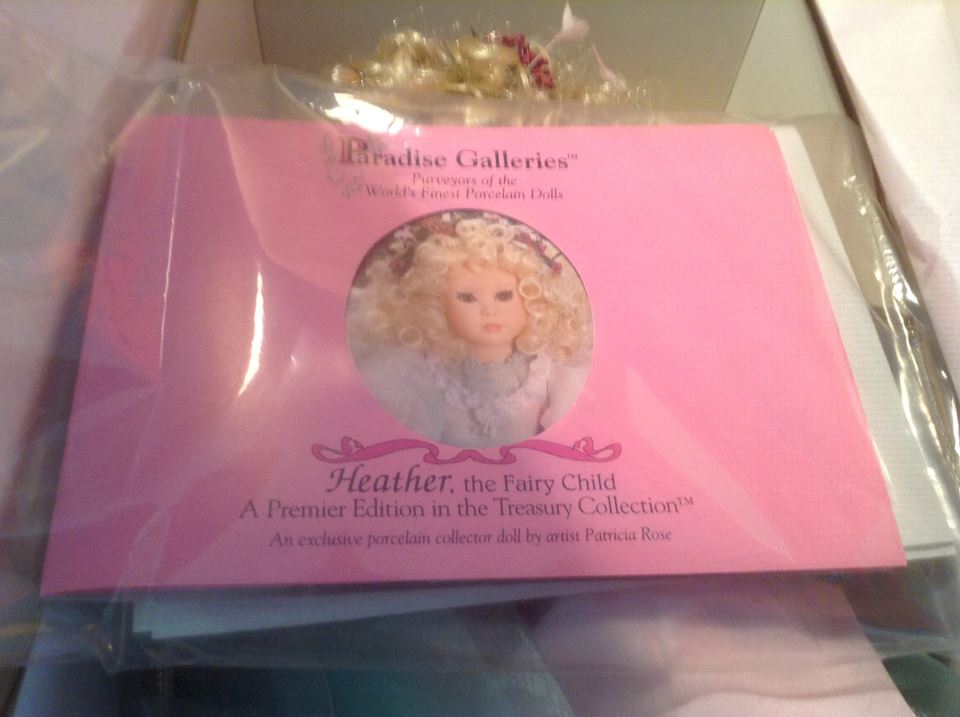 Paradise Galleries™
Purveyors of the
World's Finest Porcelain Dolls
Heather, the Fairy Child
A Premier Edition in the Treasury Collection™
An exclusive porcelain collector doll by artist Patricia Rose